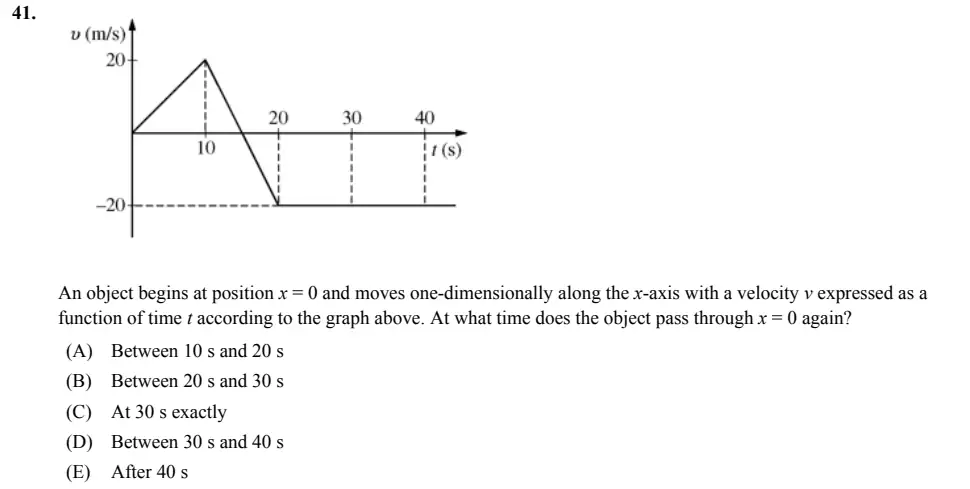 41.
υ (m/s)
20
20 30 40
10
t (s)
–20
An object begins at position x = 0 and moves one-dimensionally along the x-axis with a velocity v expressed as a
function of time t according to the graph above. At what time does the object pass through x = 0 again?
(A) Between 10 s and 20 s
(B) Between 20 s and 30 s
(C) At 30 s exactly
(D) Between 30 s and 40 s
(E) After 40 s